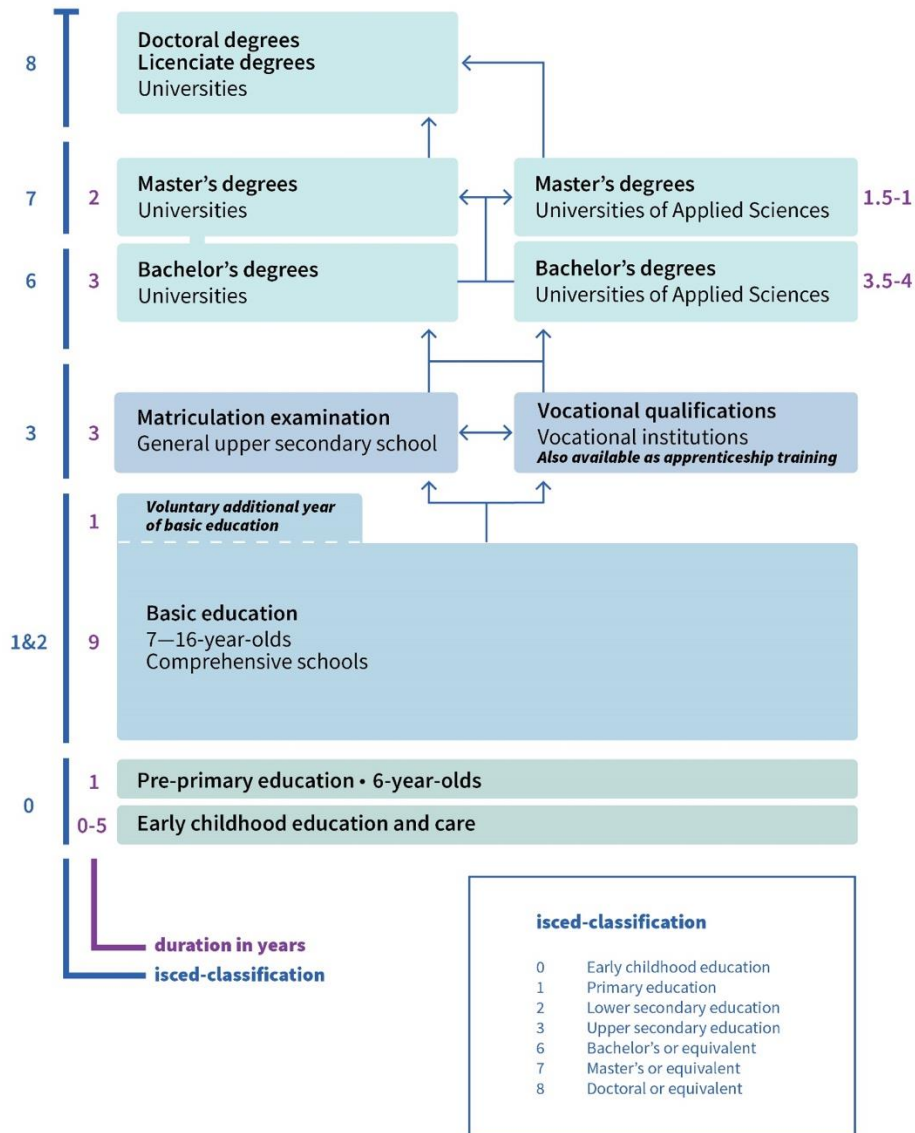 8
Doctoral degrees
Licenciate degrees
Universities
7
2
Master's degrees
Universities
Master's degrees
Universities of Applied Sciences
1.5-1
6
3
Bachelor's degrees
Universities
Bachelor's degrees
Universities of Applied Sciences
3.5-4
3
3
Matriculation examination
General upper secondary school
Vocational qualifications
Vocational institutions
Also available as apprenticeship training
1
Voluntary additional year
of basic education
1&2
9
Basic education
7—16-year-olds
Comprehensive schools
0
1
Pre-primary education • 6-year-olds
0-5
Early childhood education and care
duration in years
isced-classification
isced-classification
0 Early childhood education
1 Primary education
2 Lower secondary education
3 Upper secondary education
6 Bachelor's or equivalent
7 Master's or equivalent
8 Doctoral or equivalent